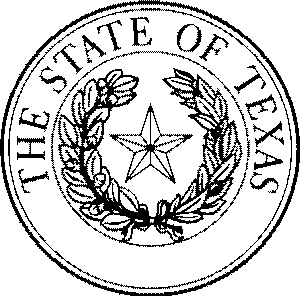 THE STATE OF TEXAS